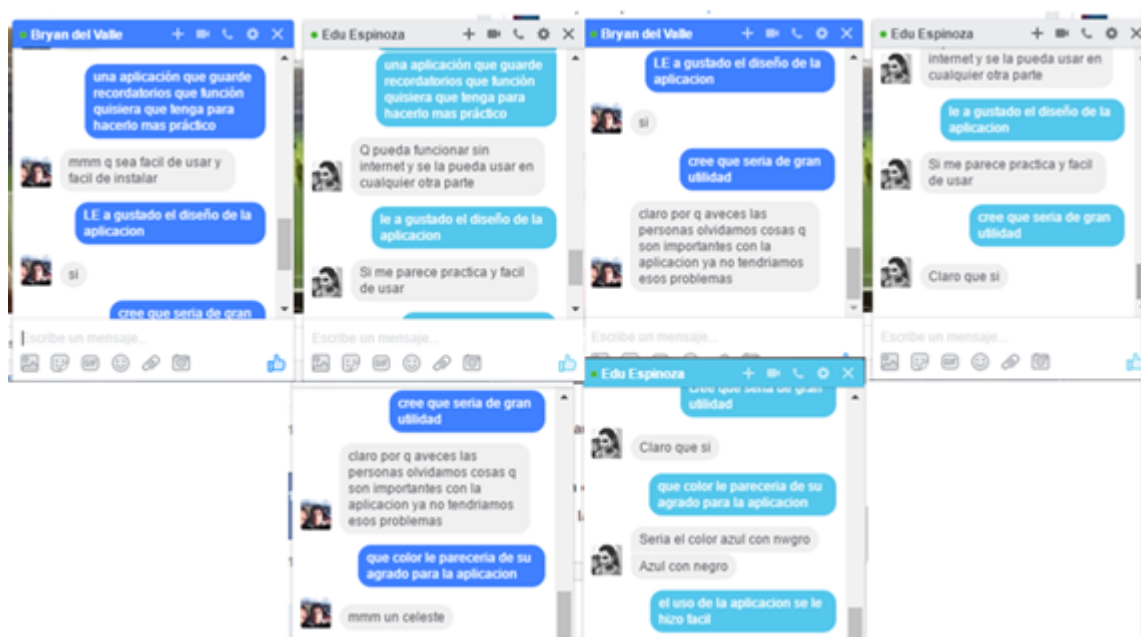 Bryan del Valle
una aplicación que guarde
recordatorios que función
quisiera que tenga para
hacerlo mas práctico
mmm q sea facil de usar y
facil de instalar
LE a gustado el diseño de la
aplicacion
si
cree que seria de gran
Escribe un mensaje...
GIF
Edu Espinoza
una aplicación que guarde
recordatorios que función
quisiera que tenga para
hacerlo mas práctico
Q pueda funcionar sin
internet y se la pueda usar en
cualquier otra parte
le a gustado el diseño de la
aplicacion
Si me parece practica y facil
de usar
Escribe un mensaje...
GIF
Bryan del Valle
LE a gustado el diseño de la
aplicacion
si
cree que seria de gran
utilidad
claro por q aveces las
personas olvidamos cosas q
son importantes con la
aplicacion ya no tendriamos
esos problemas
Escribe un mensaje...
Edu Espinoza
internet y se la pueda usar en
cualquier otra parte
le a gustado el diseño de la
aplicacion
Si me parece practica y facil
de usar
cree que seria de gran
utilidad
Claro que si
Escribe un mensaje...
GIF
cree que seria de gran
utilidad
claro por q aveces las
personas olvidamos cosas q
son importantes con la
aplicacion ya no tendriamos
esos problemas
que color le pareceria de su
agrado para la aplicacion
mmm un celeste
Edu Espinoza
cree que seria de gran
utilidad
Claro que si
que color le pareceria de su
agrado para la aplicacion
Seria el color azul con nwgro
Azul con negro
el uso de la aplicacion se le
hizo facil